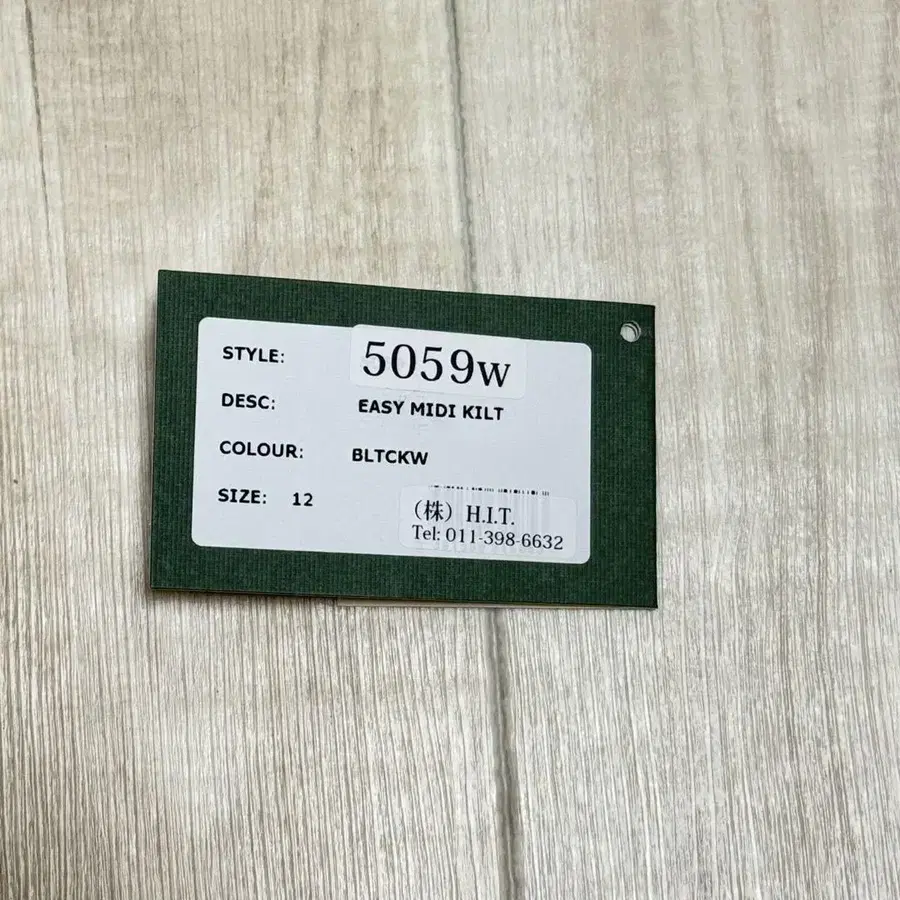 STYLE: 5059w
DESC: EASY MIDI KILT
COLOUR: BLTCKW
SIZE: 12
（株）H.I.T.
Tel: 011-398-6632